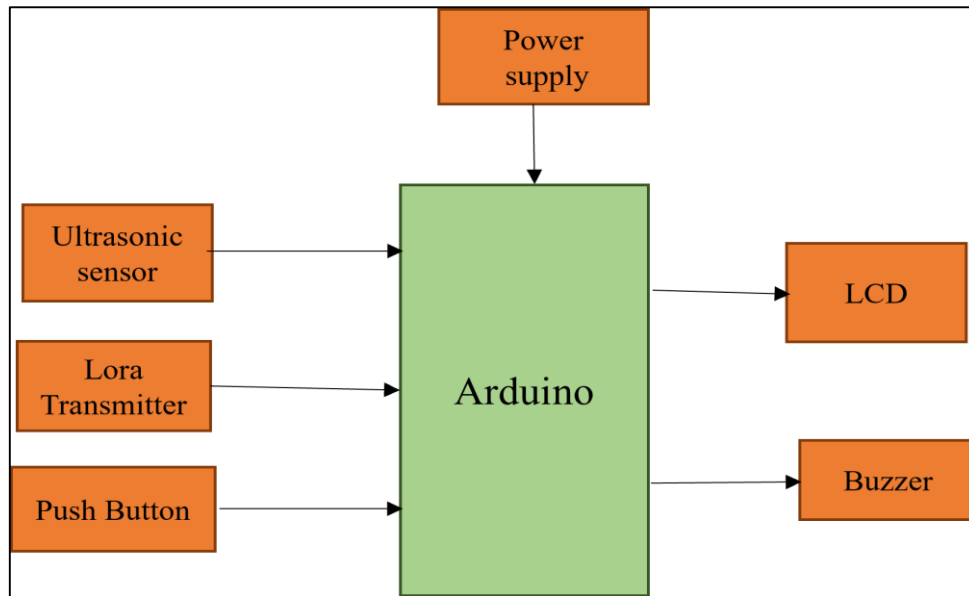 Power
supply
Ultrasonic
sensor
Lora
Transmitter
Push Button
Arduino
LCD
Buzzer